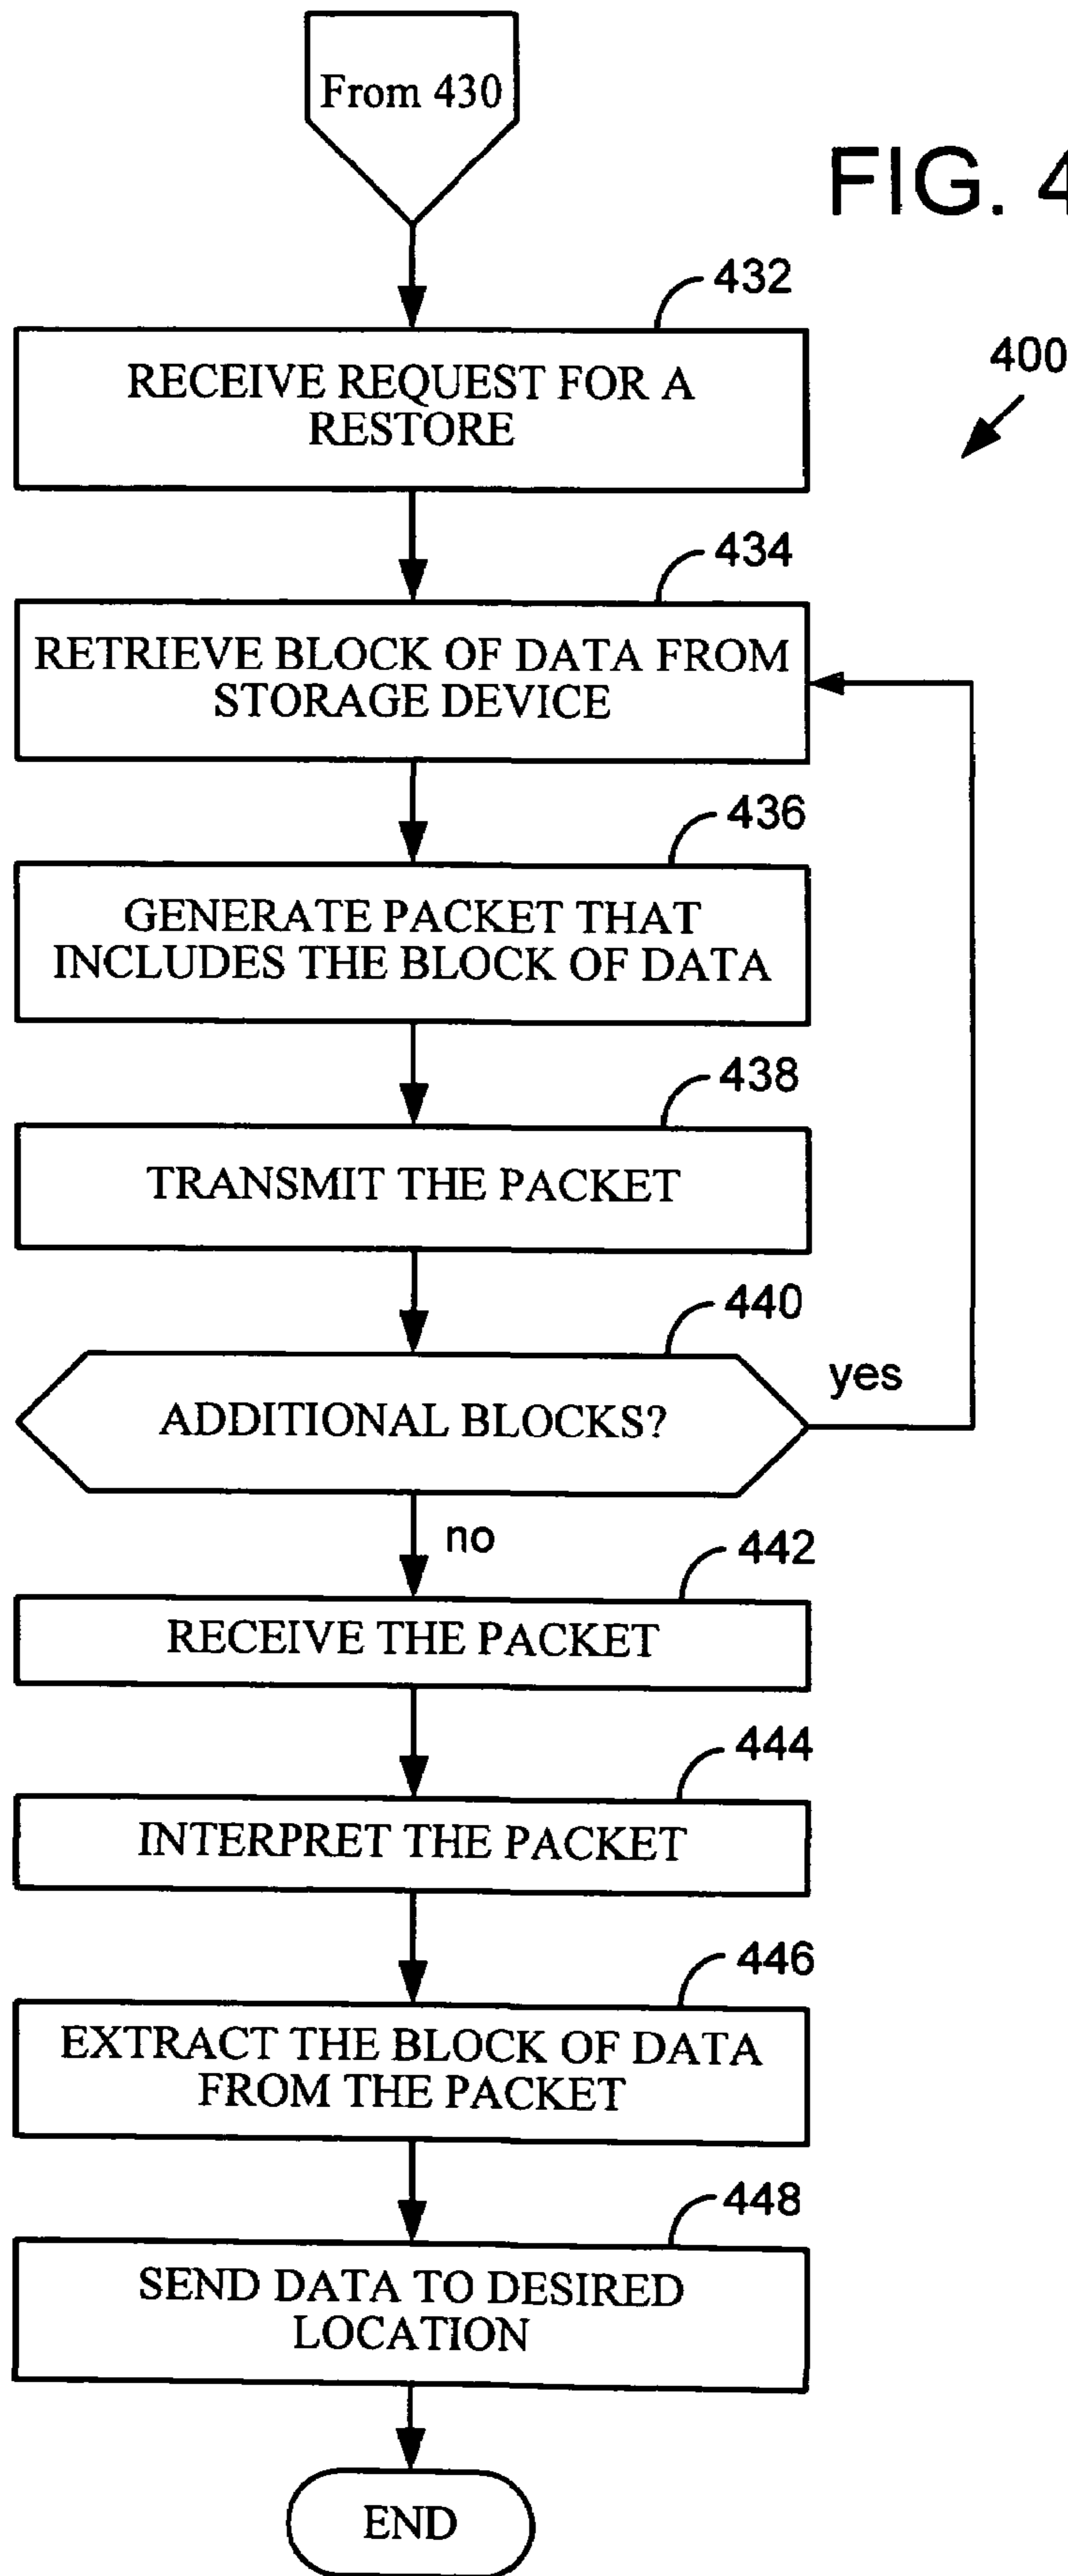 From 430
FIG. 4
432
400
RECEIVE REQUEST FOR A
RESTORE
434
RETRIEVE BLOCK OF DATA FROM
STORAGE DEVICE
436
GENERATE PACKET THAT
INCLUDES THE BLOCK OF DATA
438
TRANSMIT THE PACKET
440
yes
ADDITIONAL BLOCKS?
no
442
RECEIVE THE PACKET
444
INTERPRET THE PACKET
446
EXTRACT THE BLOCK OF DATA
FROM THE PACKET
448
SEND DATA TO DESIRED
LOCATION
END